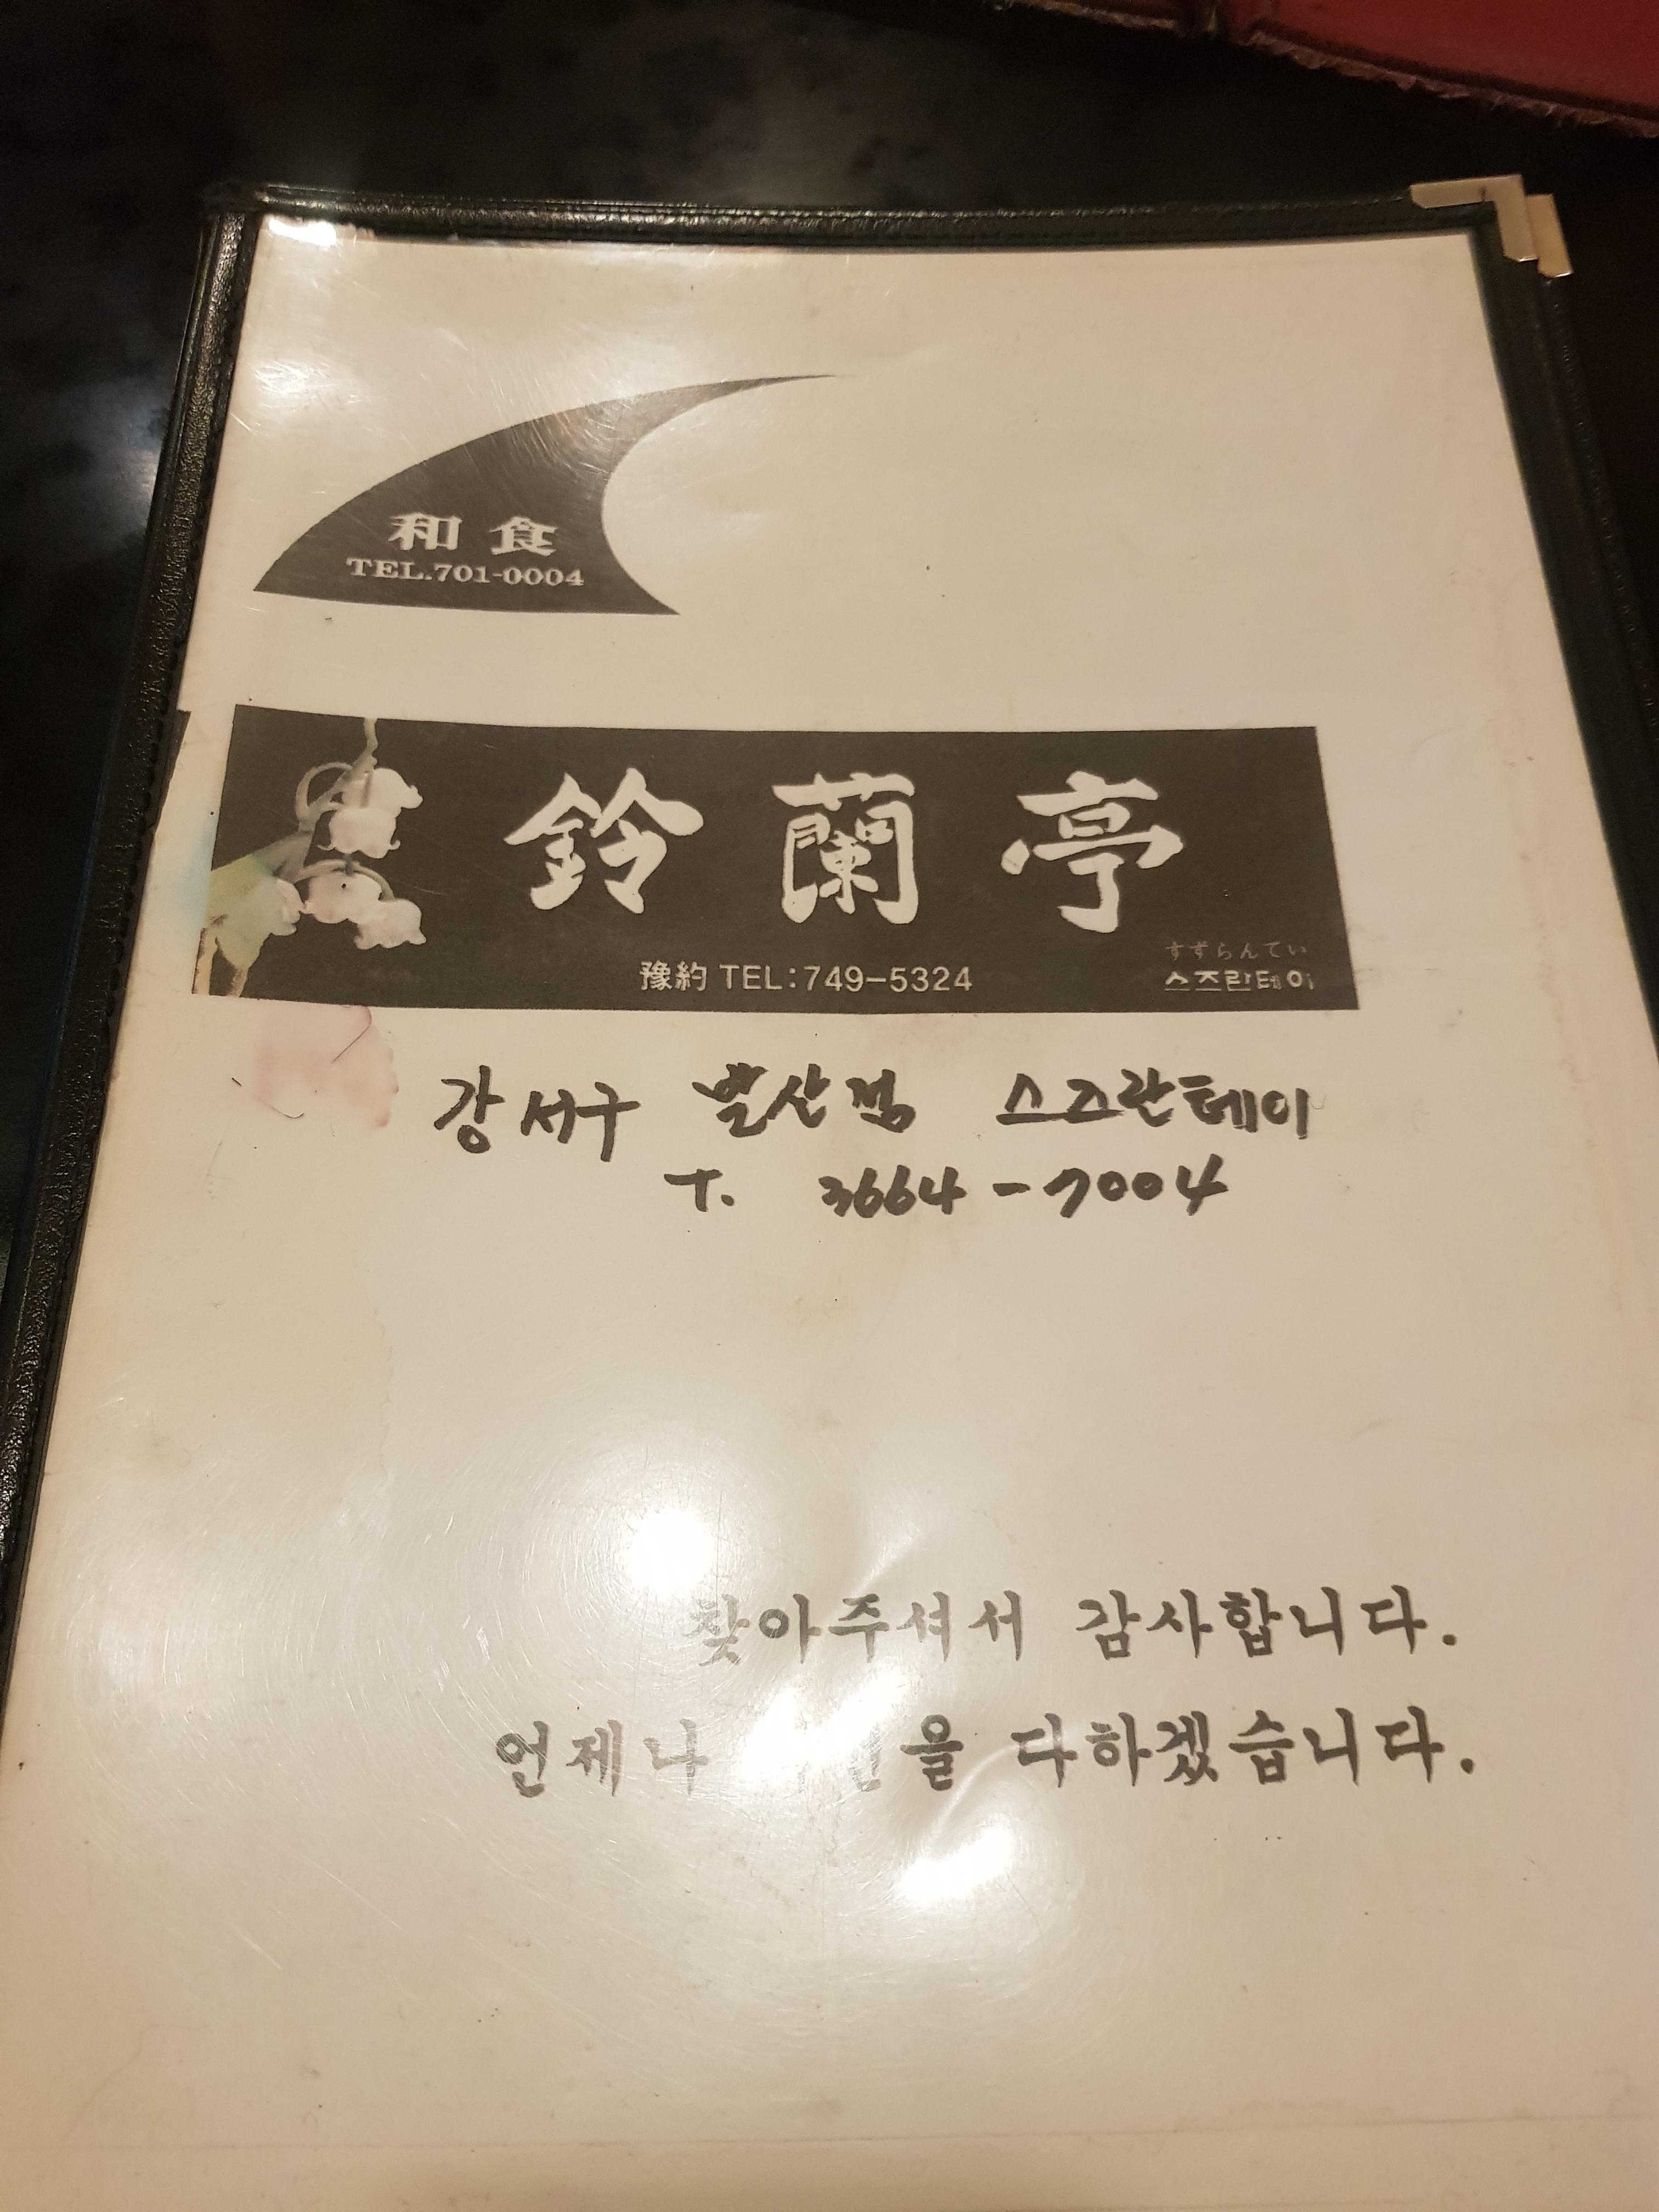 和食
TEL.701-0004
鈴蘭亭
すずらんてい
豫約 TEL:749-5324
스즈란테이
강서구 발산점 스즈란테이
T. 3664-7004
찾아주셔서 감사합니다.
언제나 을 다하겠습니다.